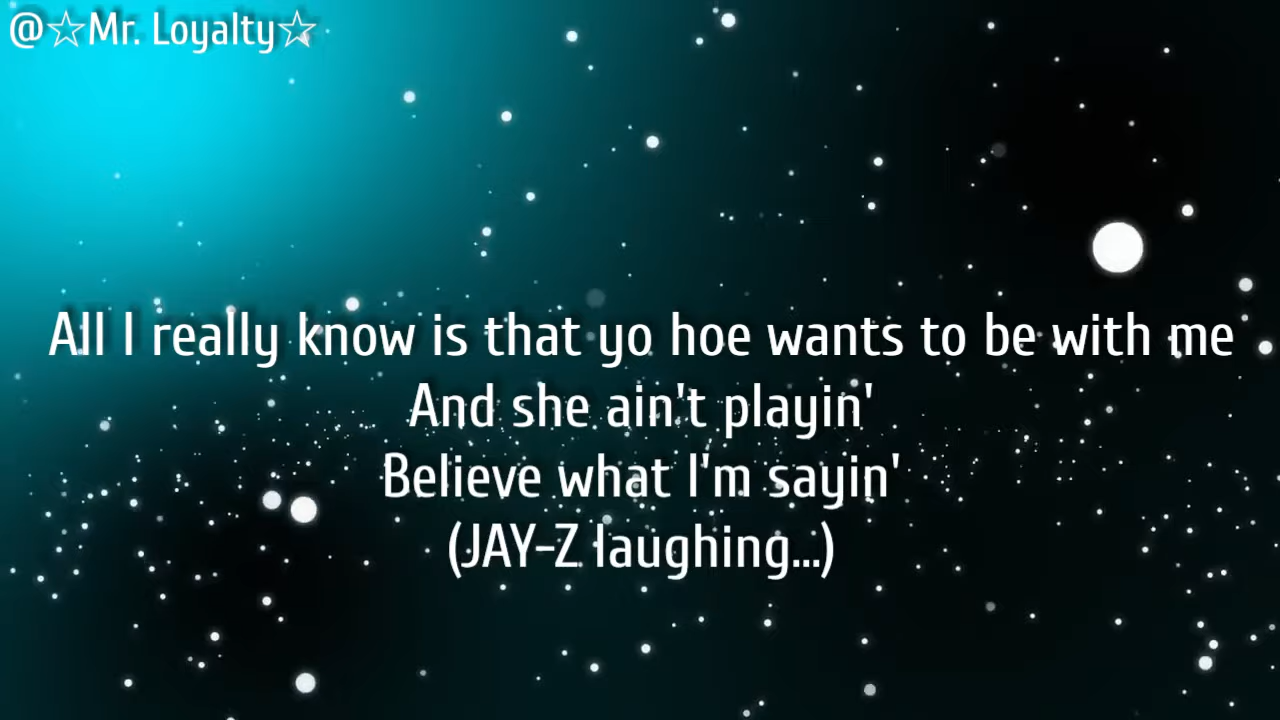 @☆Mr. Loyalty☆
All I really know is that yo hoe wants to be with me
And she ain't playin'
Believe what I'm sayin'
(JAY-Z laughing...)